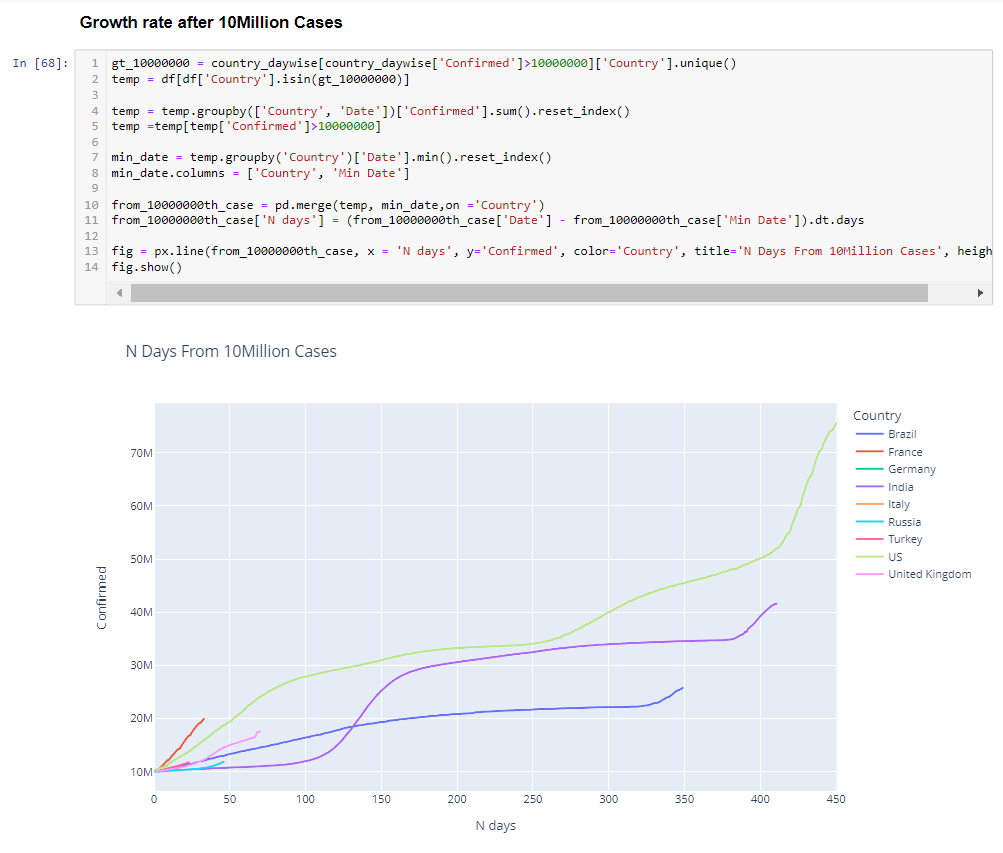 Growth rate after 10Million Cases
In [68]:
1 gt_10000000 = country_daywise[country_daywise['Confirmed']>10000000]['Country'].unique()
2 temp = df[df['Country'].isin(gt_10000000)]
3
4 temp = temp.groupby(['Country', 'Date'])['Confirmed'].sum().reset_index()
5 temp =temp[temp['Confirmed']>10000000]
6
7 min_date = temp.groupby('Country')['Date'].min().reset_index()
8 min_date.columns = ['Country', 'Min Date']
9
10 from_10000000th_case = pd.merge(temp, min_date,on ='Country')
11 from_10000000th_case['N days'] = (from_10000000th_case['Date'] - from_10000000th_case['Min Date']).dt.days
12
13 fig = px.line(from_10000000th_case, x = 'N days', y='Confirmed', color='Country', title='N Days From 10Million Cases', heigh
14 fig.show()
N Days From 10Million Cases
Country
Brazil
France
Germany
India
Italy
Russia
Turkey
US
United Kingdom
70M
60M
50M
40M
30M
20M
10M
Confirmed
0 50 100 150 200 250 300 350 400 450
N days